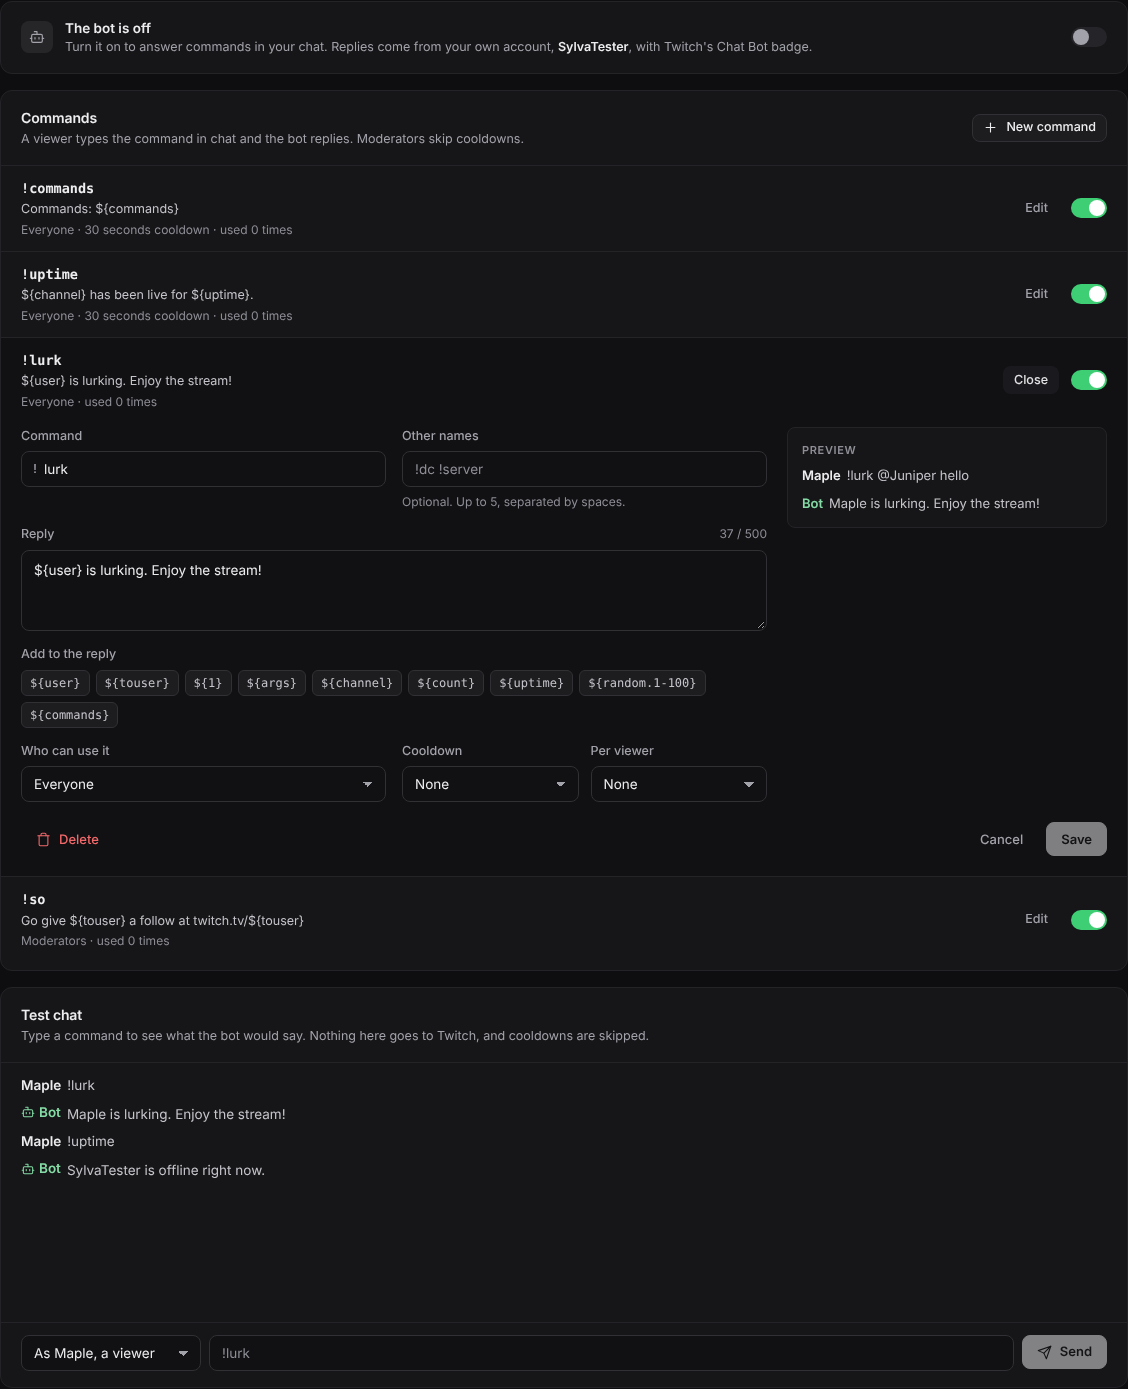 The bot is off
Turn it on to answer commands in your chat. Replies come from your own account, SylvaTester, with Twitch's Chat Bot badge.
Commands
A viewer types the command in chat and the bot replies. Moderators skip cooldowns.
New command
!commands
Commands: ${commands}
Everyone · 30 seconds cooldown · used 0 times
Edit
!uptime
${channel} has been live for ${uptime}.
Everyone · 30 seconds cooldown · used 0 times
Edit
!lurk
${user} is lurking. Enjoy the stream!
Everyone · used 0 times
Close
Command
! lurk
Other names
!dc !server
Optional. Up to 5, separated by spaces.
PREVIEW
Maple !lurk @Juniper hello
Bot Maple is lurking. Enjoy the stream!
Reply
37 / 500
${user} is lurking. Enjoy the stream!
Add to the reply
${user} ${touser} ${1} ${args} ${channel} ${count} ${uptime} ${random.1-100}
${commands}
Who can use it
Everyone
Cooldown
None
Per viewer
None
Delete
Cancel
Save
!so
Go give ${touser} a follow at twitch.tv/${touser}
Moderators · used 0 times
Edit
Test chat
Type a command to see what the bot would say. Nothing here goes to Twitch, and cooldowns are skipped.
Maple !lurk
Bot Maple is lurking. Enjoy the stream!
Maple !uptime
Bot SylvaTester is offline right now.
As Maple, a viewer
!lurk
Send